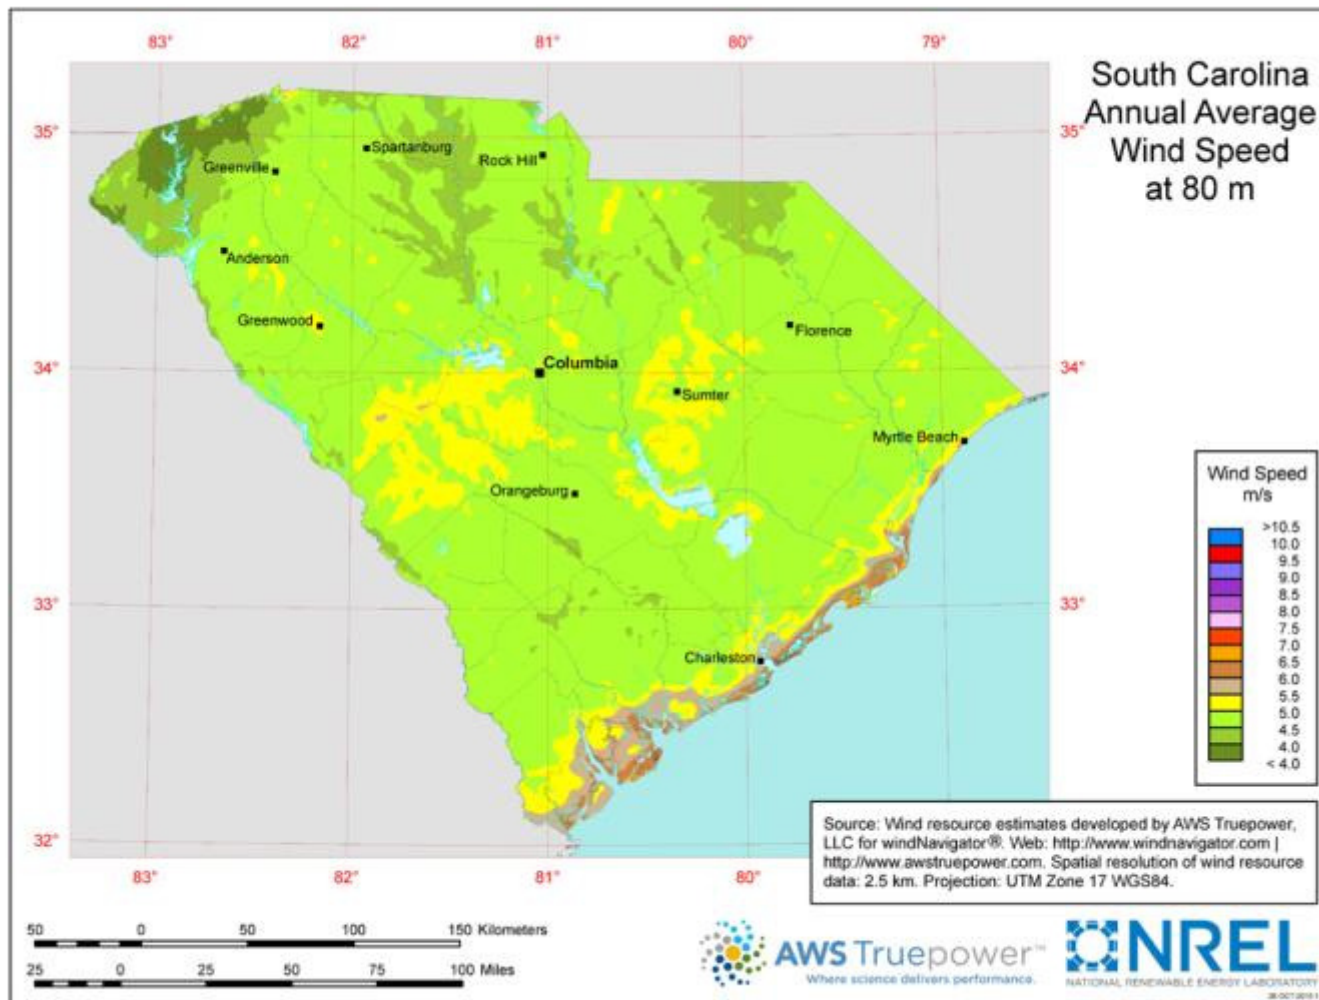 83°
82°
81°
80°
79°
South Carolina
Annual Average
Wind Speed
at 80 m
35°
35°
Spartanburg
Rock Hill
Greenville
Anderson
Greenwood
Florence
34°
Columbia
34°
Sumter
Myrtle Beach
Orangeburg
Wind Speed
m/s
>10.5
10.0
9.5
9.0
8.5
8.0
7.5
7.0
6.5
6.0
5.5
5.0
4.5
4.0
< 4.0
33°
33°
Charleston
32°
Source: Wind resource estimates developed by AWS Truepower,
LLC for windNavigator®. Web: http://www.windnavigator.com |
http://www.awstruepower.com. Spatial resolution of wind resource
data: 2.5 km. Projection: UTM Zone 17 WGS84.
83°
82°
81°
80°
50 0 50 100 150 Kilometers
25 0 25 50 75 100 Miles
AWS Truepower™
Where science delivers performance.
NREL
NATIONAL RENEWABLE ENERGY LABORATORY